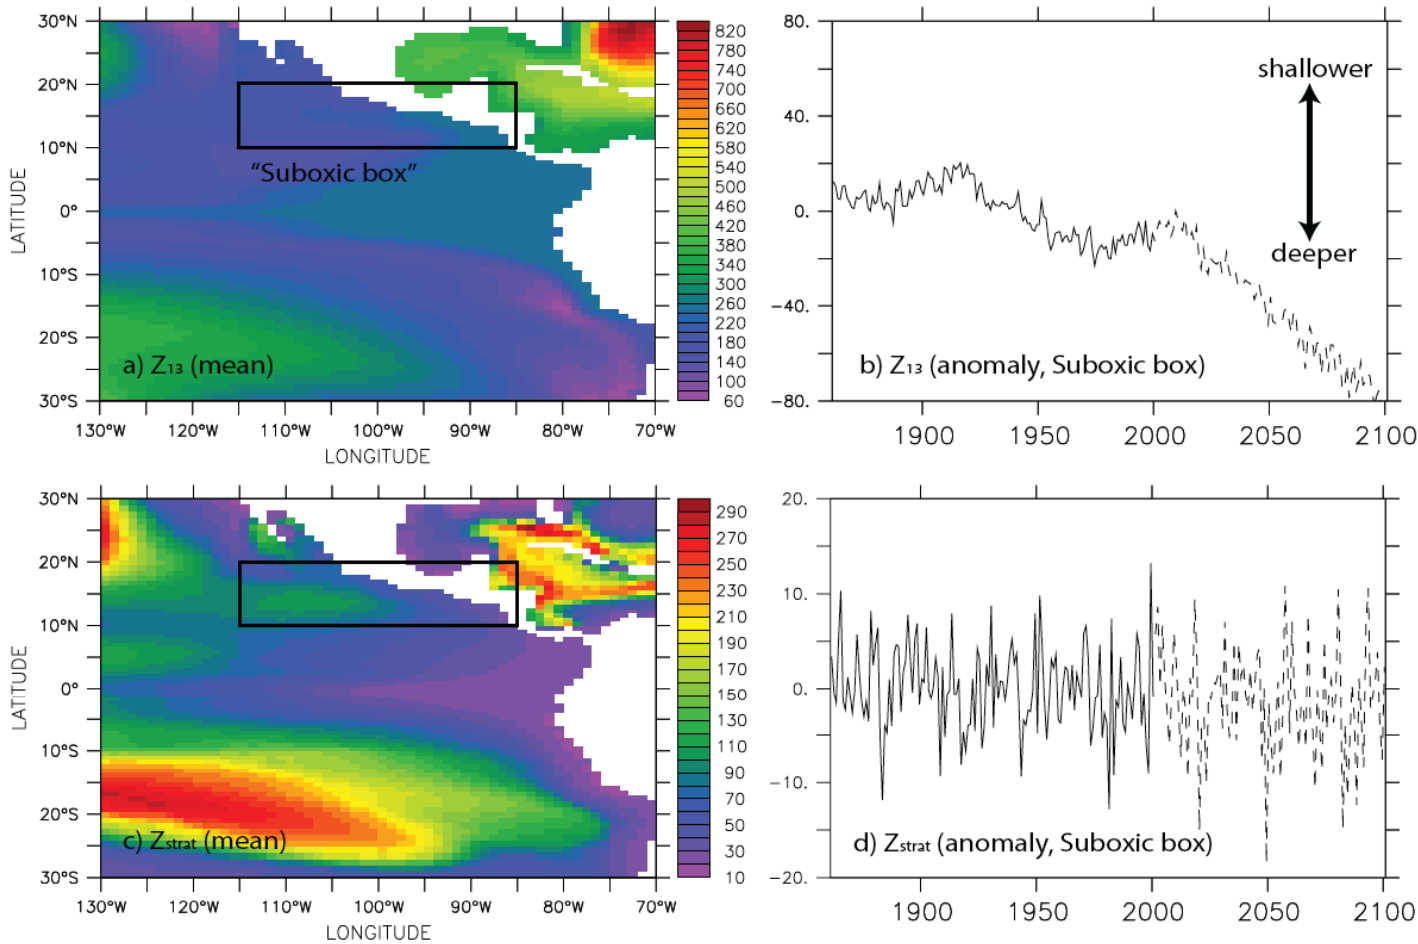 30°N
20°N
10°N
0°
10°S
20°S
30°S
LATITUDE
"Suboxic box"
a) Z13 (mean)
130°W 120°W 110°W 100°W 90°W 80°W 70°W
LONGITUDE
820
780
740
700
660
620
580
540
500
460
420
380
340
300
260
220
180
140
100
60
80.
40.
0.
-40.
-80.
shallower
deeper
b) Z13 (anomaly, Suboxic box)
1900 1950 2000 2050 2100
30°N
20°N
10°N
0°
10°S
20°S
30°S
LATITUDE
c) Zstrat (mean)
130°W 120°W 110°W 100°W 90°W 80°W 70°W
LONGITUDE
290
270
250
230
210
190
170
150
130
110
90
70
50
30
10
20.
10.
0.
-10.
-20.
d) Zstrat (anomaly, Suboxic box)
1900 1950 2000 2050 2100